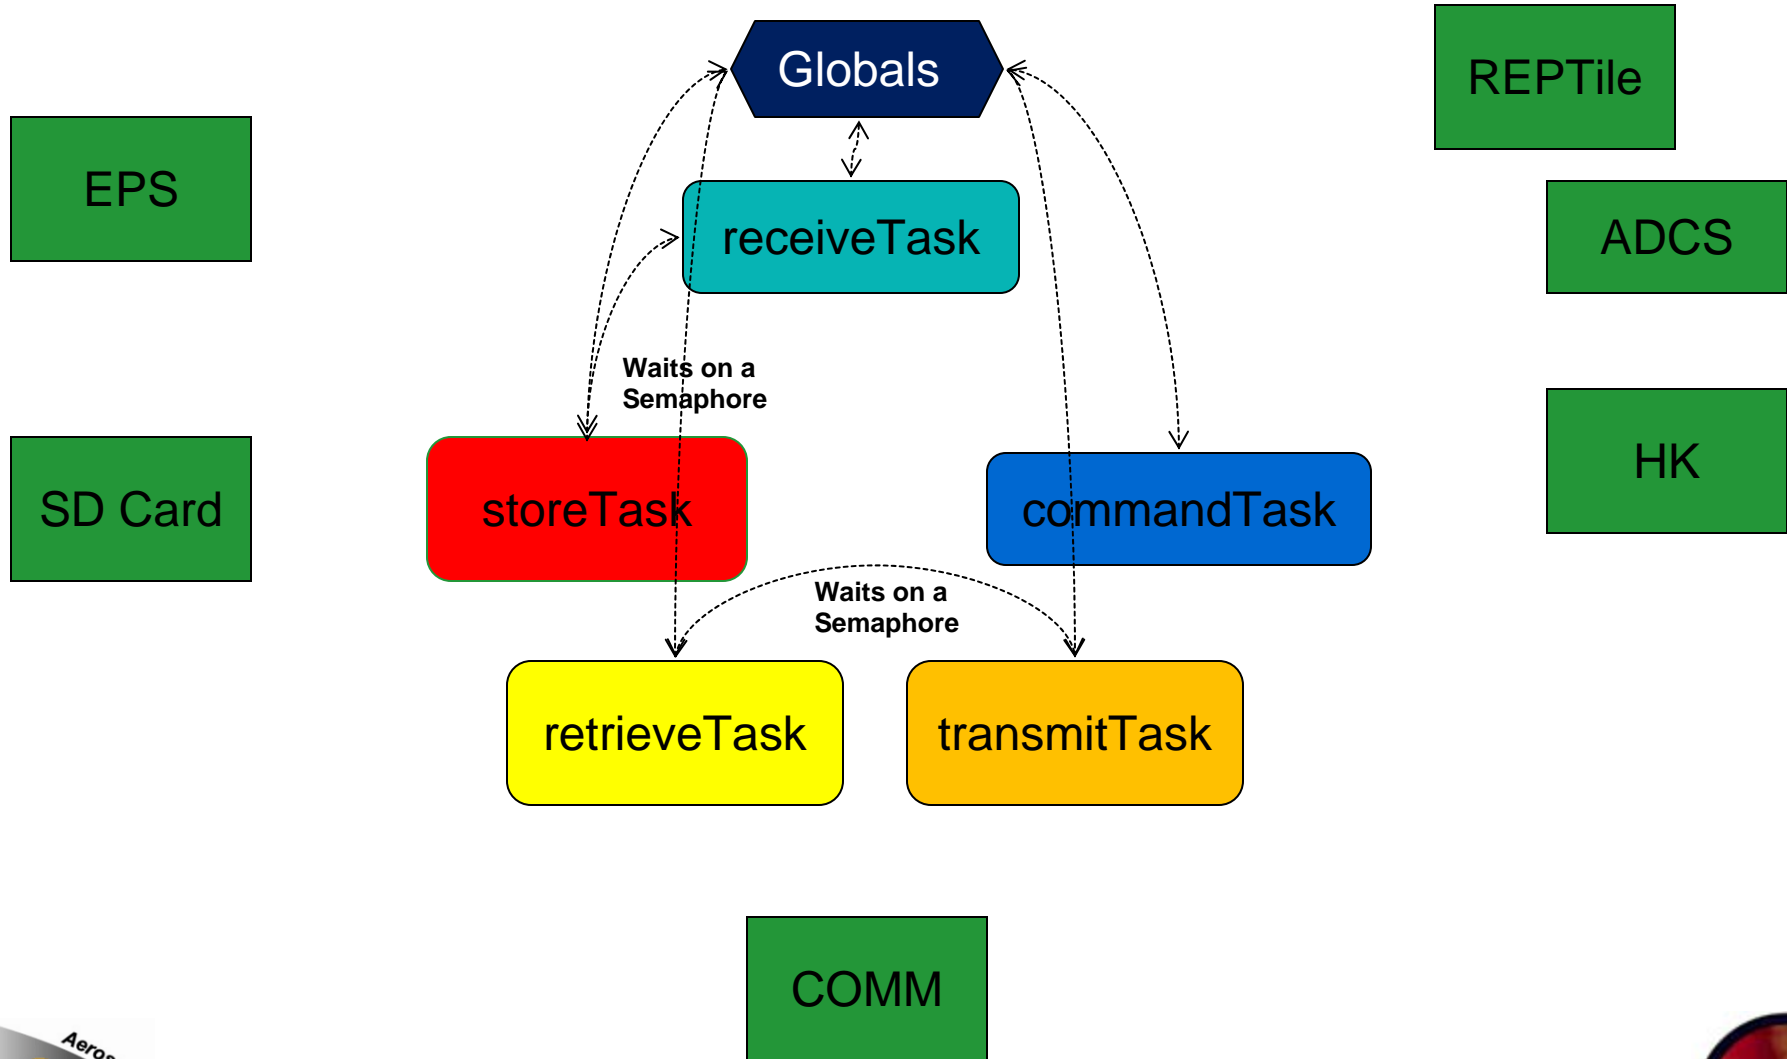 Globals
REPTile
EPS
receiveTask
ADCS
Waits on a
Semaphore
SD Card
storeTask
commandTask
HK
Waits on a
Semaphore
retrieveTask
transmitTask
COMM